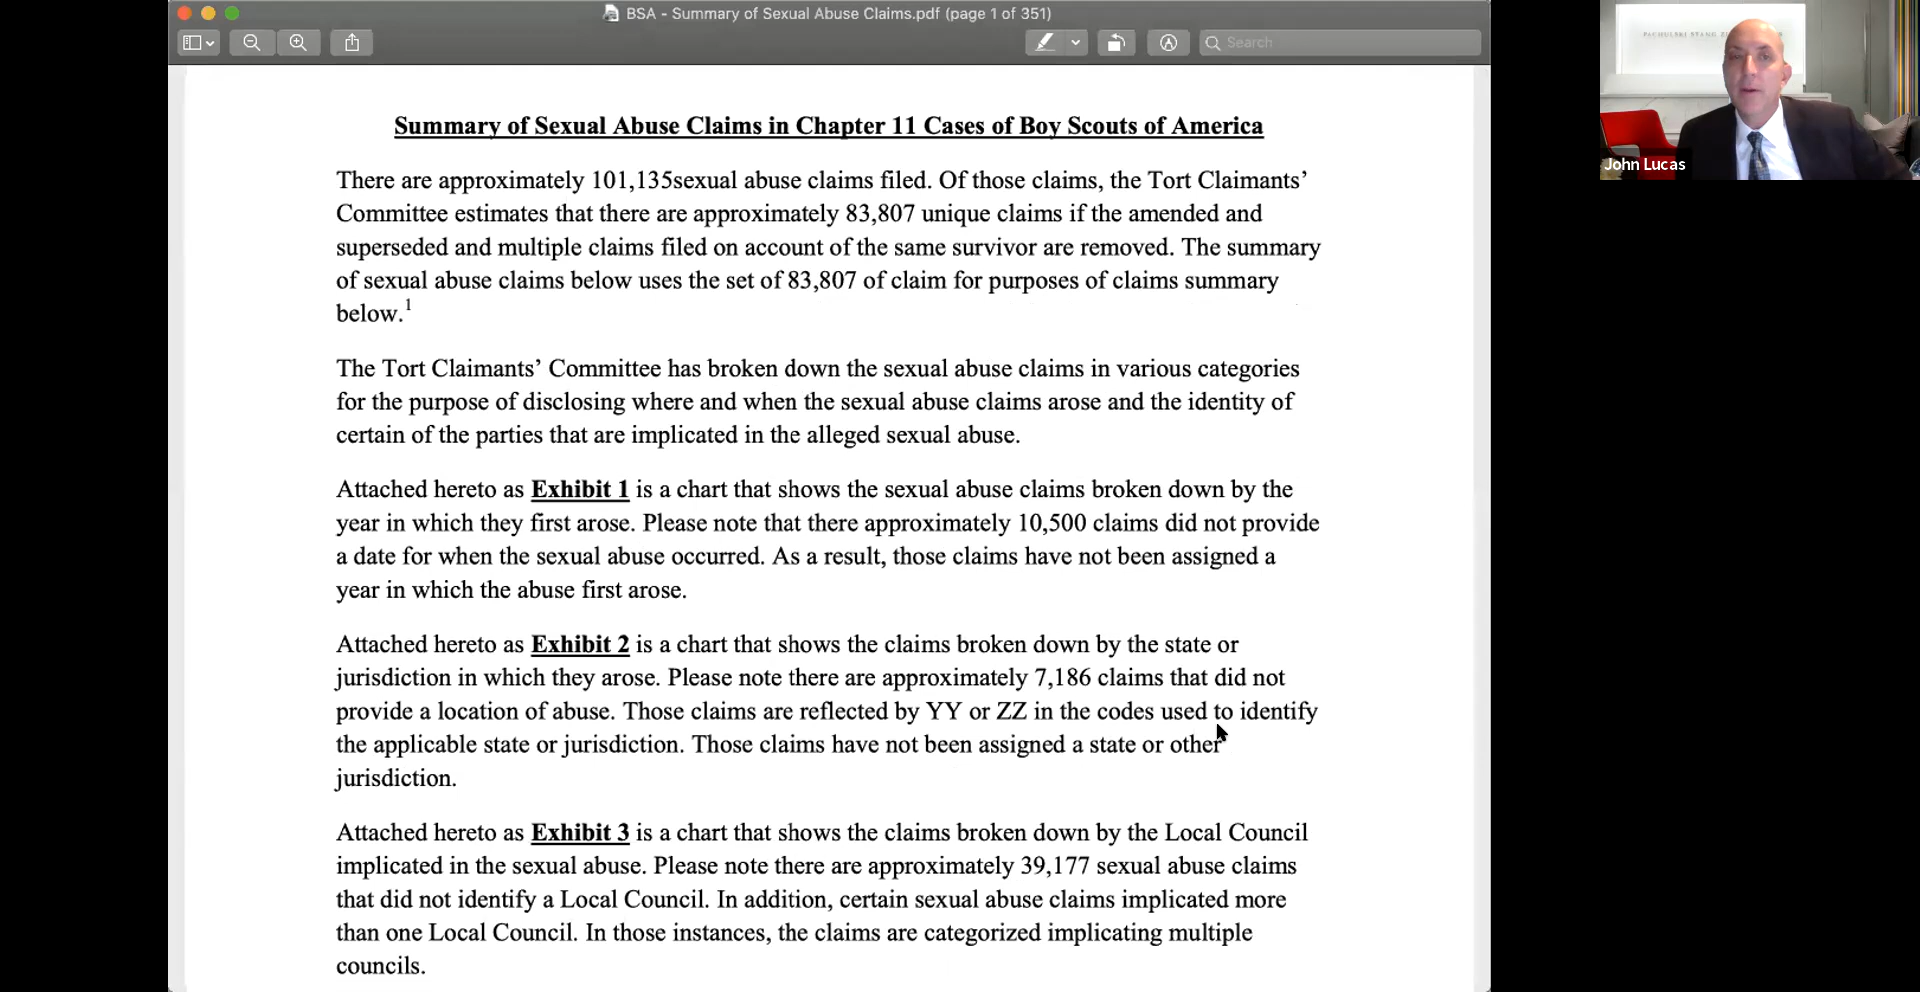 BSA - Summary of Sexual Abuse Claims.pdf (page 1 of 351)
Search
Summary of Sexual Abuse Claims in Chapter 11 Cases of Boy Scouts of America
There are approximately 101,135sexual abuse claims filed. Of those claims, the Tort Claimants’
Committee estimates that there are approximately 83,807 unique claims if the amended and
superseded and multiple claims filed on account of the same survivor are removed. The summary
of sexual abuse claims below uses the set of 83,807 of claim for purposes of claims summary
below.1
The Tort Claimants’ Committee has broken down the sexual abuse claims in various categories
for the purpose of disclosing where and when the sexual abuse claims arose and the identity of
certain of the parties that are implicated in the alleged sexual abuse.
Attached hereto as Exhibit 1 is a chart that shows the sexual abuse claims broken down by the
year in which they first arose. Please note that there approximately 10,500 claims did not provide
a date for when the sexual abuse occurred. As a result, those claims have not been assigned a
year in which the abuse first arose.
Attached hereto as Exhibit 2 is a chart that shows the claims broken down by the state or
jurisdiction in which they arose. Please note there are approximately 7,186 claims that did not
provide a location of abuse. Those claims are reflected by YY or ZZ in the codes used to identify
the applicable state or jurisdiction. Those claims have not been assigned a state or other
jurisdiction.
Attached hereto as Exhibit 3 is a chart that shows the claims broken down by the Local Council
implicated in the sexual abuse. Please note there are approximately 39,177 sexual abuse claims
that did not identify a Local Council. In addition, certain sexual abuse claims implicated more
than one Local Council. In those instances, the claims are categorized implicating multiple
councils.
PACHULSKI STANG
John Lucas